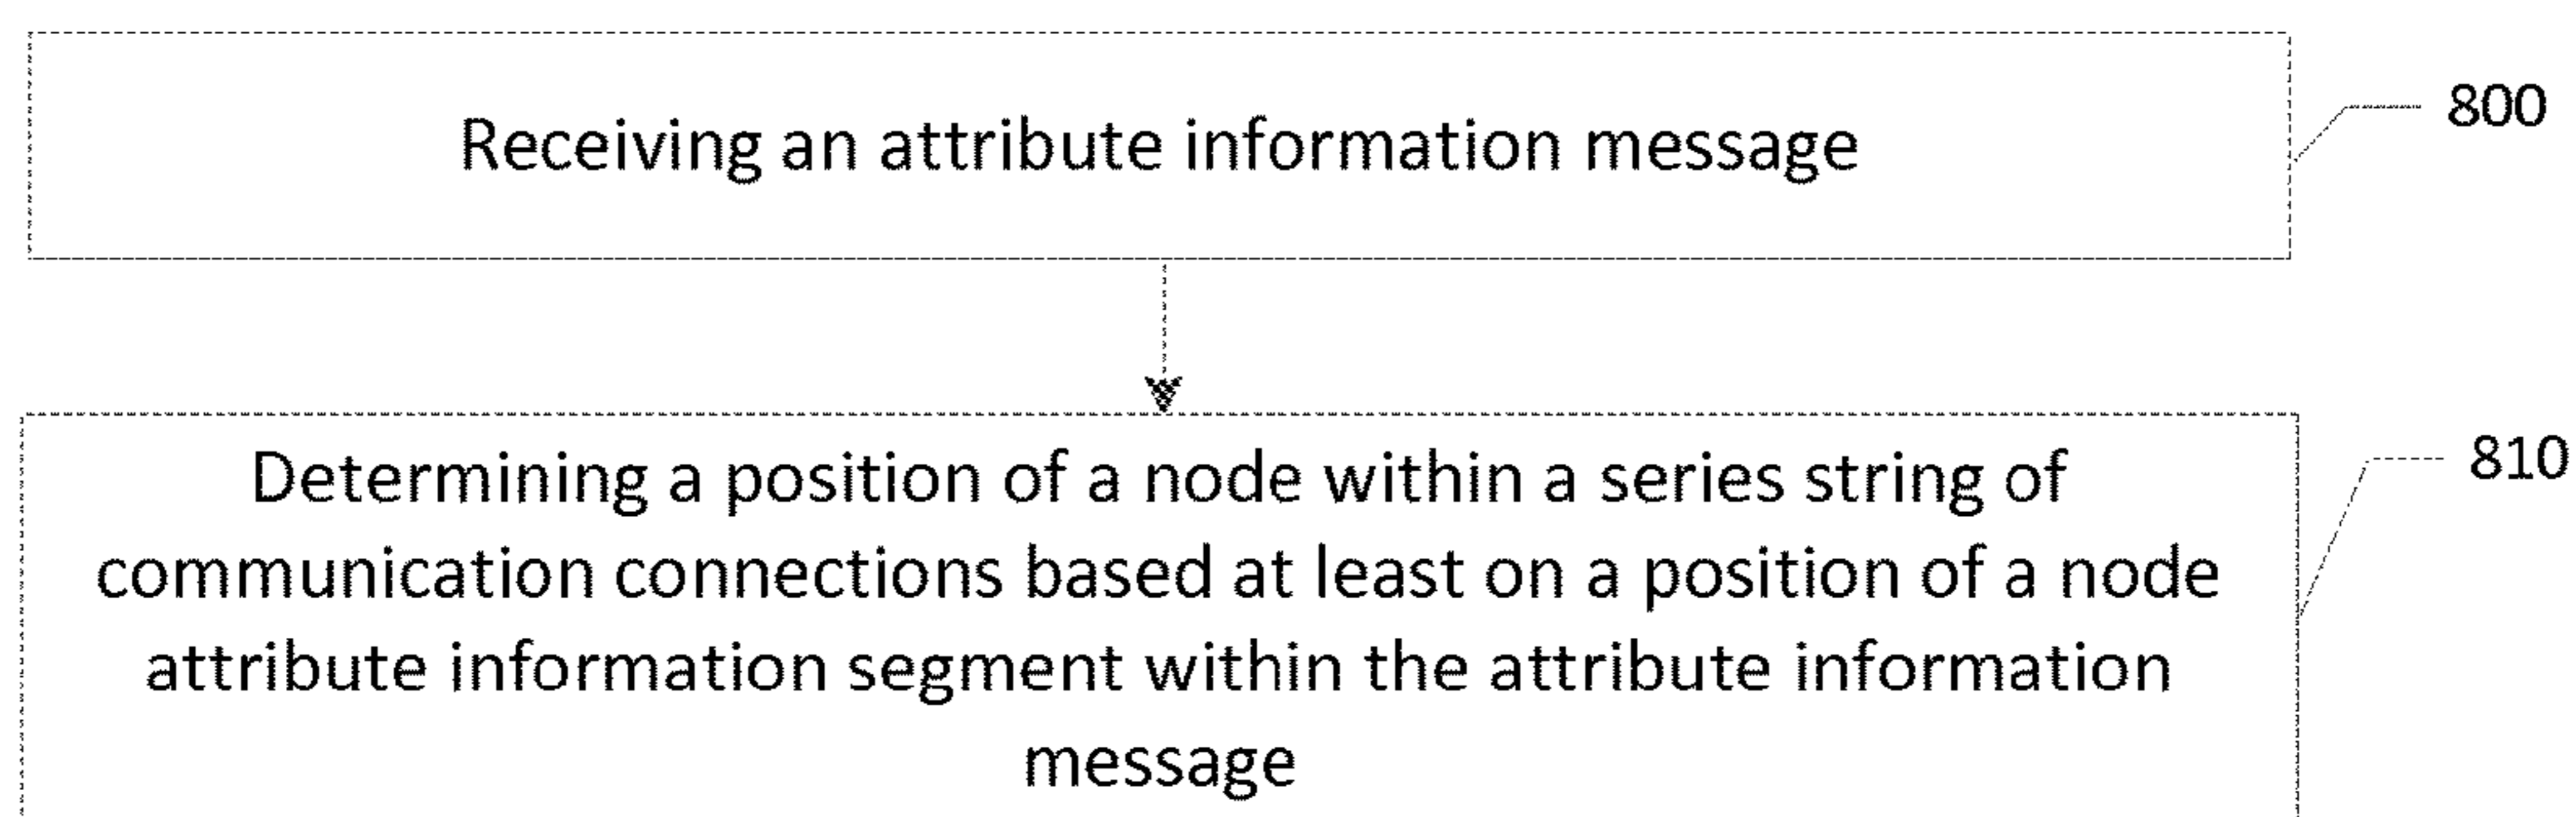 Receiving an attribute information message
800
Determining a position of a node within a series string of
810
communication connections based at least on a position of a node
attribute information segment within the attribute information
message